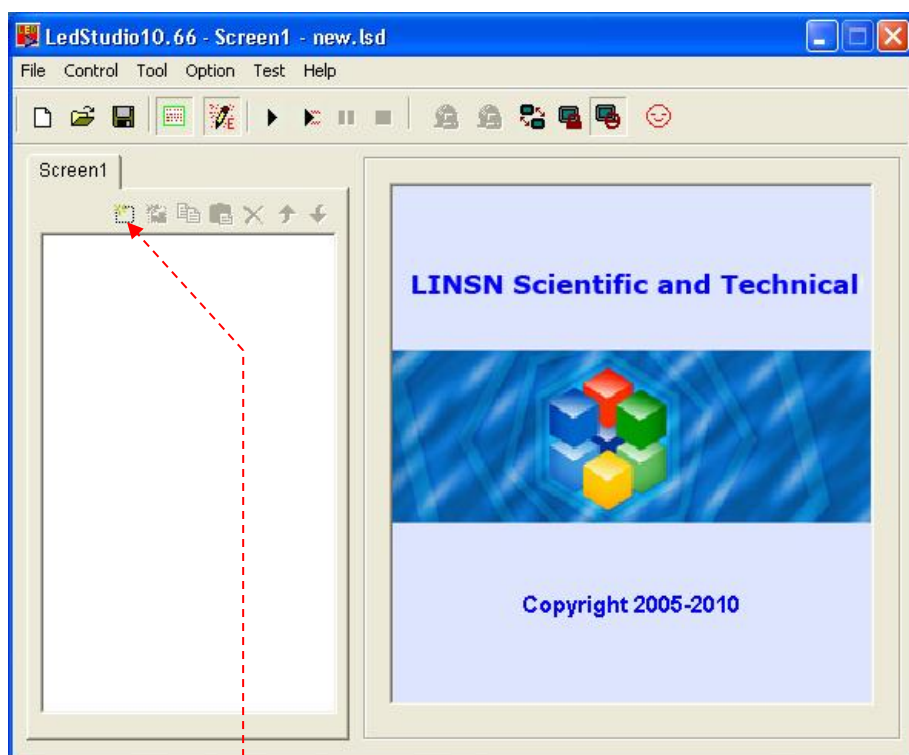 LedStudio10.66 - Screen1 - new.lsd
File Control Tool Option Test Help
Screen1
LINSN Scientific and Technical
Copyright 2005-2010